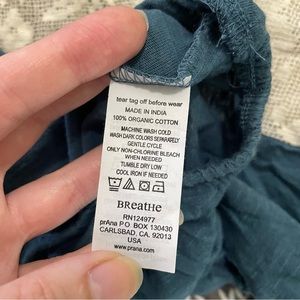 tear tag off before wear
MADE IN INDIA
100% ORGANIC COTTON
MACHINE WASH COLD
WASH DARK COLORS SEPARATELY
GENTLE CYCLE
ONLY NON-CHLORINE BLEACH
WHEN NEEDED
TUMBLE DRY LOW
COOL IRON IF NEEDED
BReatHe
RN124977
prAna PO BOX 130430
CARLSBAD, CA. 92013
USA
www.prana.com